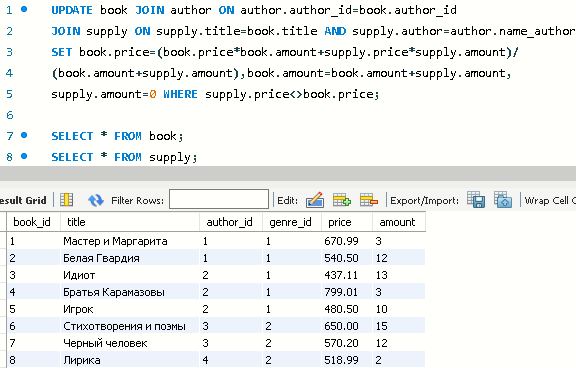 1 UPDATE book JOIN author ON author.author_id=book.author_id
2 JOIN supply ON supply.title=book.title AND supply.author=author.name_author
3 SET book.price=(book.price*book.amount+supply.price*supply.amount)/
4 (book.amount+supply.amount),book.amount=book.amount+supply.amount,
5 supply.amount=0 WHERE supply.price<>book.price;
6
7 SELECT * FROM book;
8 SELECT * FROM supply;
Result Grid Filter Rows: Edit: Export/Import: Wrap Cell C
book_id title author_id genre_id price amount
1 Мастер и Маргарита 1 1 670.99 3
2 Белая Гвардия 1 1 540.50 12
3 Идиот 2 1 437.11 13
4 Братья Карамазовы 2 1 799.01 3
5 Игрок 2 1 480.50 10
6 Стихотворения и поэмы 3 2 650.00 15
7 Черный человек 3 2 570.20 12
8 Лирика 4 2 518.99 2